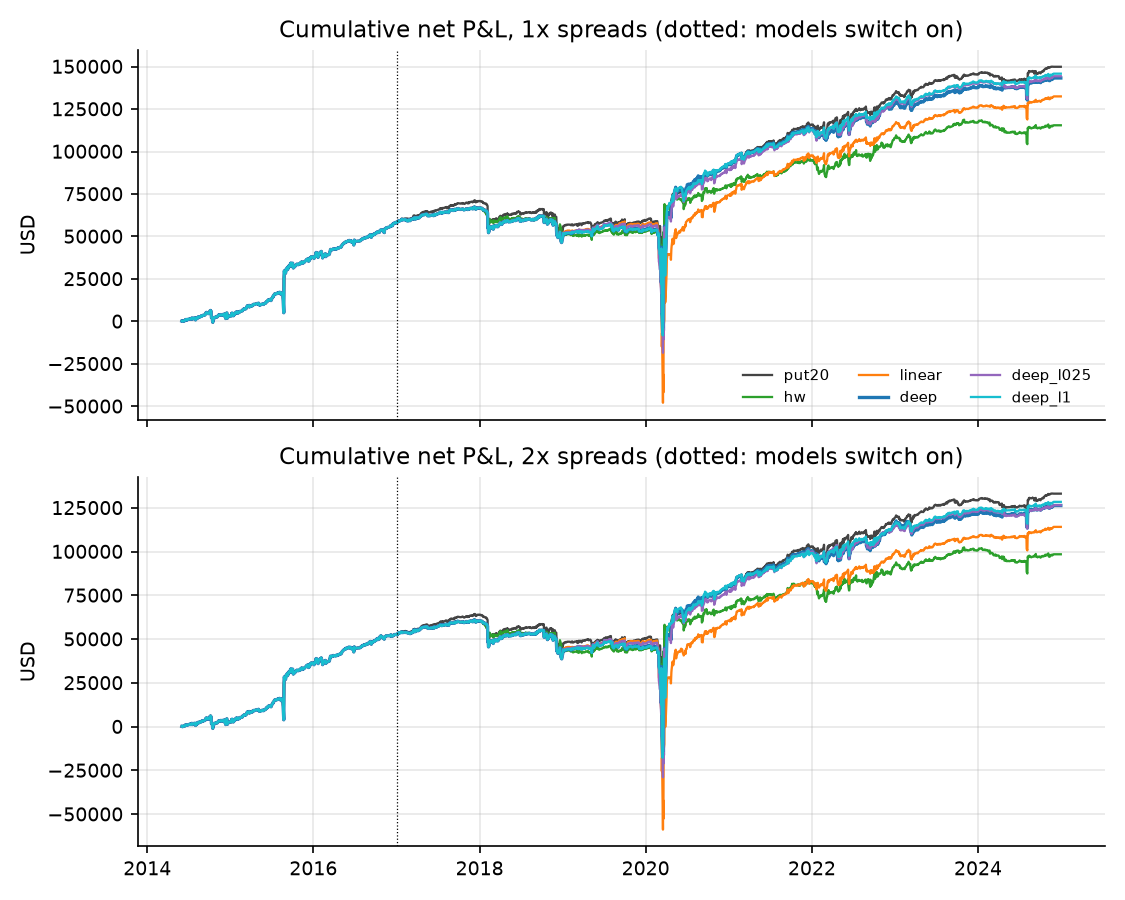 Cumulative net P&L, 1x spreads (dotted: models switch on)
150000
125000
100000
75000
50000
25000
0
−25000
−50000
USD
put20 linear deep_l025
hw deep deep_l1
Cumulative net P&L, 2x spreads (dotted: models switch on)
125000
100000
75000
50000
25000
0
−25000
−50000
USD
2014 2016 2018 2020 2022 2024